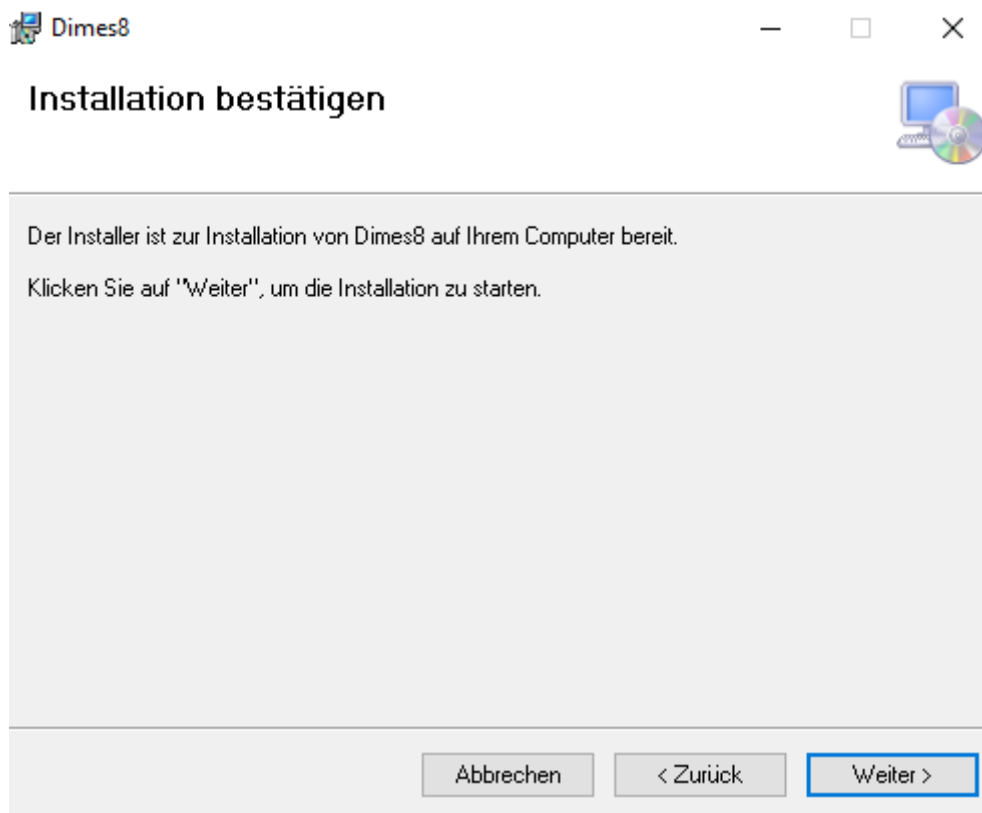 Dimes8
Installation bestätigen
Der Installer ist zur Installation von Dimes8 auf Ihrem Computer bereit.
Klicken Sie auf "Weiter", um die Installation zu starten.
Abbrechen
< Zurück
Weiter >